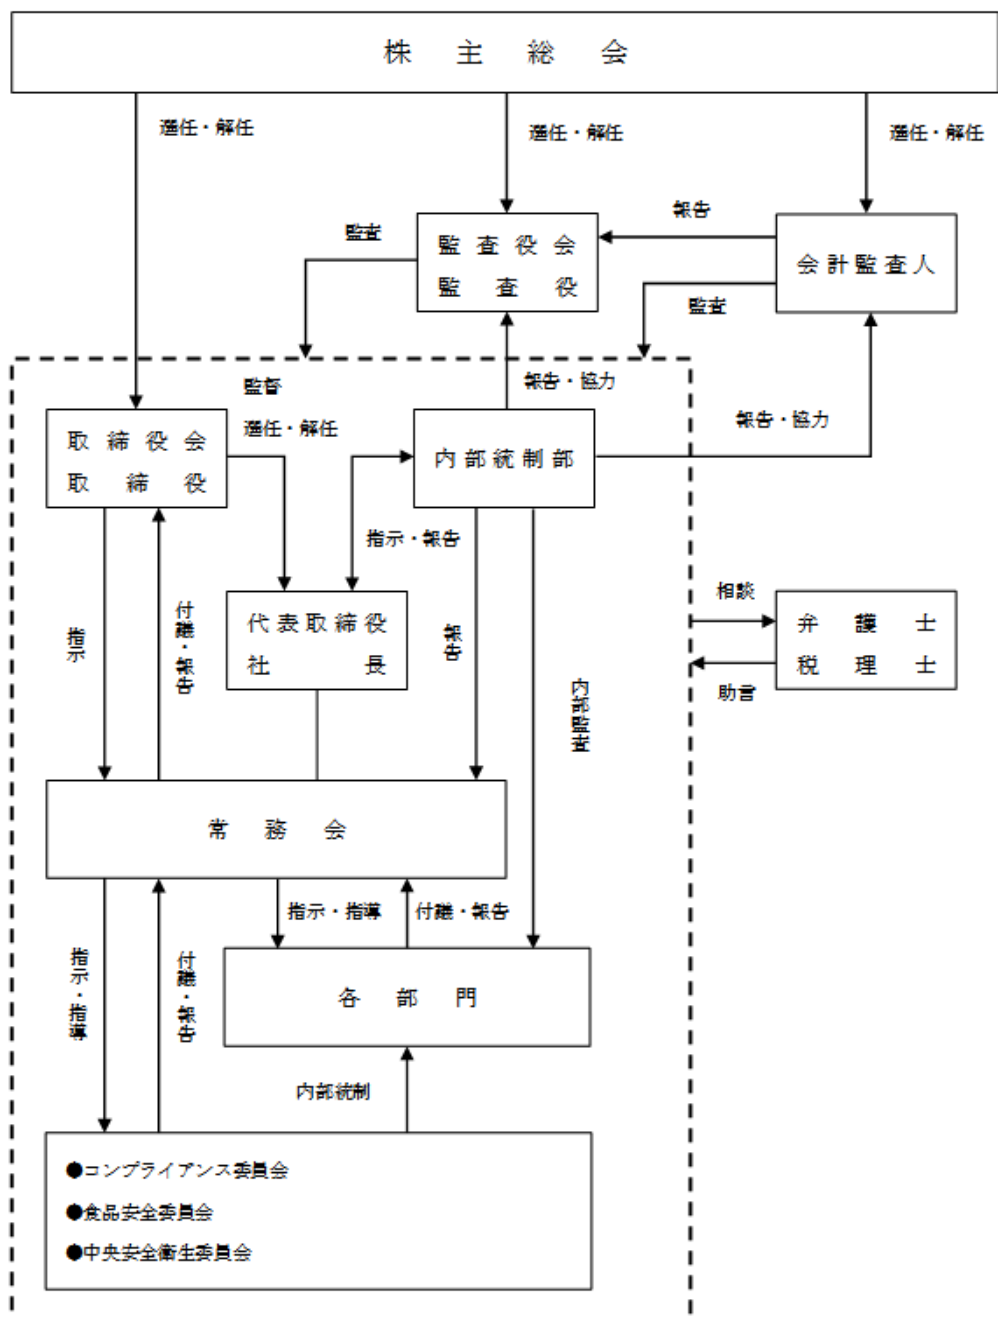 株主総会
選任・解任
選任・解任
選任・解任
報告
監査
監査役会
監査役
会計監査人
監査
報告・協力
監督
選任・解任
報告・協力
取締役会
取締役
内部統制部
指示・報告
相談
代表取締役
社長
弁護士
税理士
助言
指示
付議・報告
報告
内部監査
常務会
指示・指導
付議・報告
指示・指導
付議・報告
各部門
内部統制
●コンプライアンス委員会
●食品安全委員会
●中央安全衛生委員会